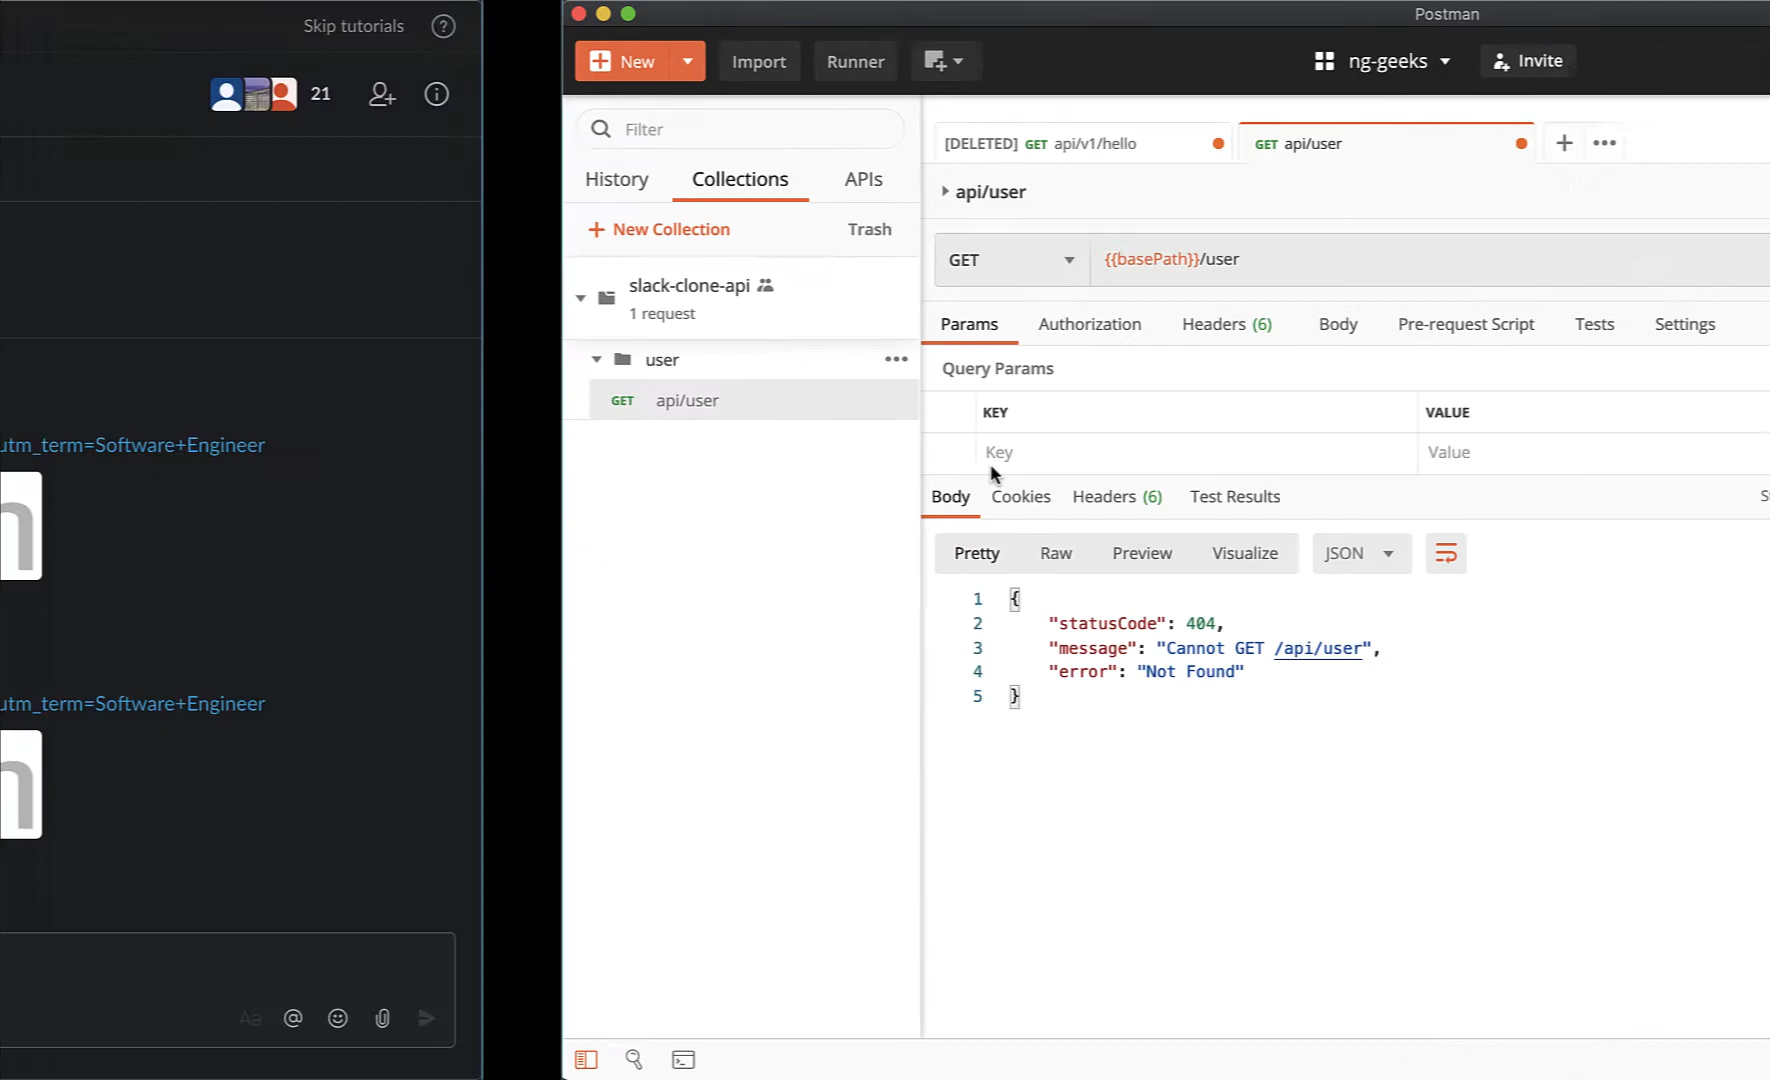 Skip tutorials
21
utm_term=Software+Engineer
utm_term=Software+Engineer
Aa
Postman
New
Import
Runner
ng-geeks
Invite
Filter
History
Collections
APIs
New Collection
Trash
slack-clone-api
1 request
user
GET api/user
[DELETED] GET api/v1/hello
GET api/user
api/user
GET
{{basePath}}/user
Params
Authorization
Headers (6)
Body
Pre-request Script
Tests
Settings
Query Params
KEY
VALUE
Key
Value
Body
Cookies
Headers (6)
Test Results
Pretty
Raw
Preview
Visualize
JSON
1 {
2 "statusCode": 404,
3 "message": "Cannot GET /api/user",
4 "error": "Not Found"
5 }